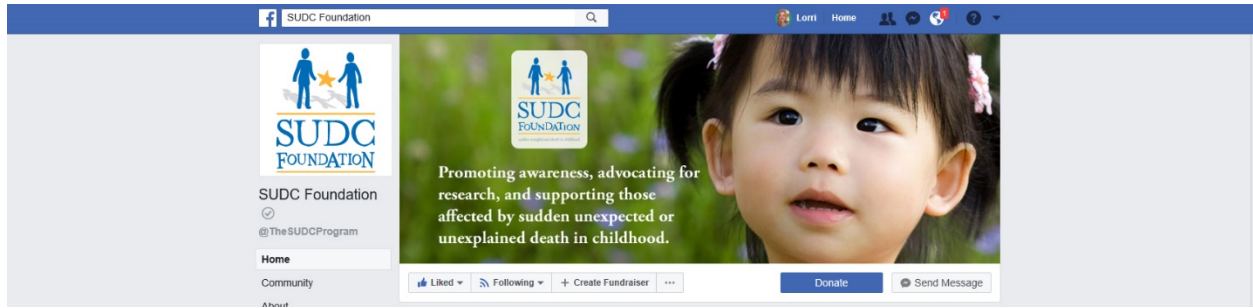 SUDC Foundation
Lorri Home 1
SUDC
FOUNDATION
SUDC Foundation
@TheSUDCProgram
Home
Community
About
SUDC
FOUNDATION
Promoting awareness, advocating for
research, and supporting those
affected by sudden unexpected or
unexplained death in childhood.
Liked Following + Create Fundraiser ...
Donate Send Message